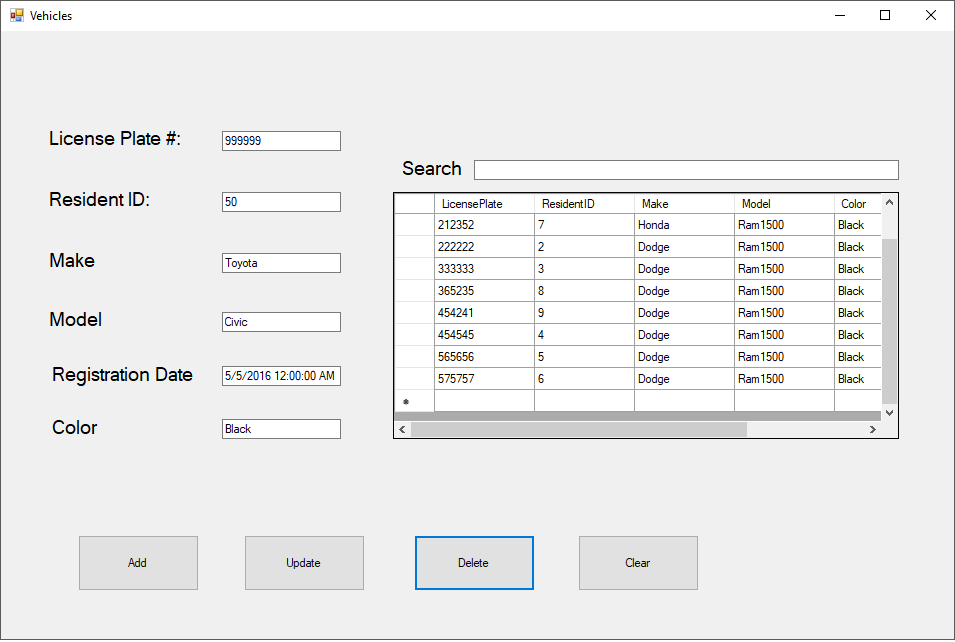 Vehicles
License Plate #: 999999
Resident ID: 50
Make Toyota
Model Civic
Registration Date 5/5/2016 12:00:00 AM
Color Black
Search
LicensePlate ResidentID Make Model Color
212352 7 Honda Ram1500 Black
222222 2 Dodge Ram1500 Black
333333 3 Dodge Ram1500 Black
365235 8 Dodge Ram1500 Black
454241 9 Dodge Ram1500 Black
454545 4 Dodge Ram1500 Black
565656 5 Dodge Ram1500 Black
575757 6 Dodge Ram1500 Black
*
Add Update Delete Clear